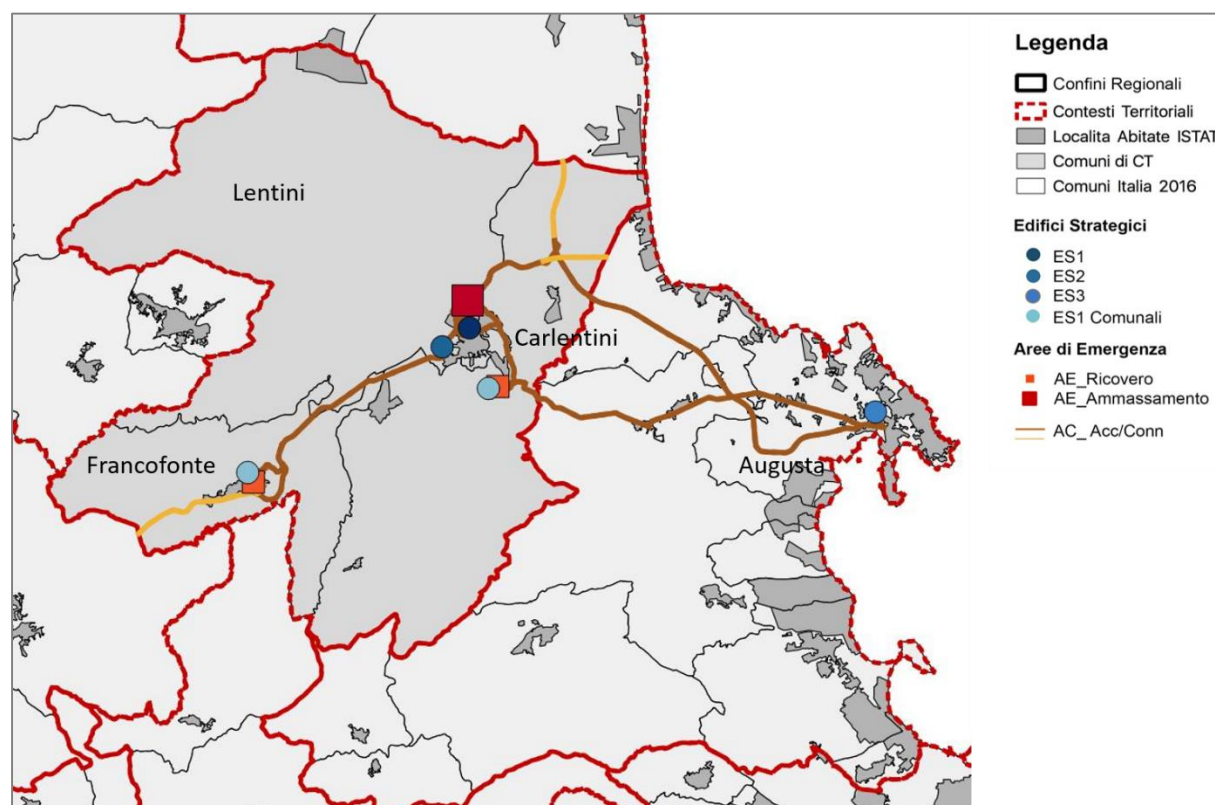 Lentini
Carlentini
Francofonte
Augusta
Legenda
Confini Regionali
Contesti Territoriali
Localita Abitate ISTAT
Comuni di CT
Comuni Italia 2016
Edifici Strategici
ES1
ES2
ES3
ES1 Comunali
Aree di Emergenza
AE_Ricovero
AE_Ammassamento
AC_ Acc/Conn